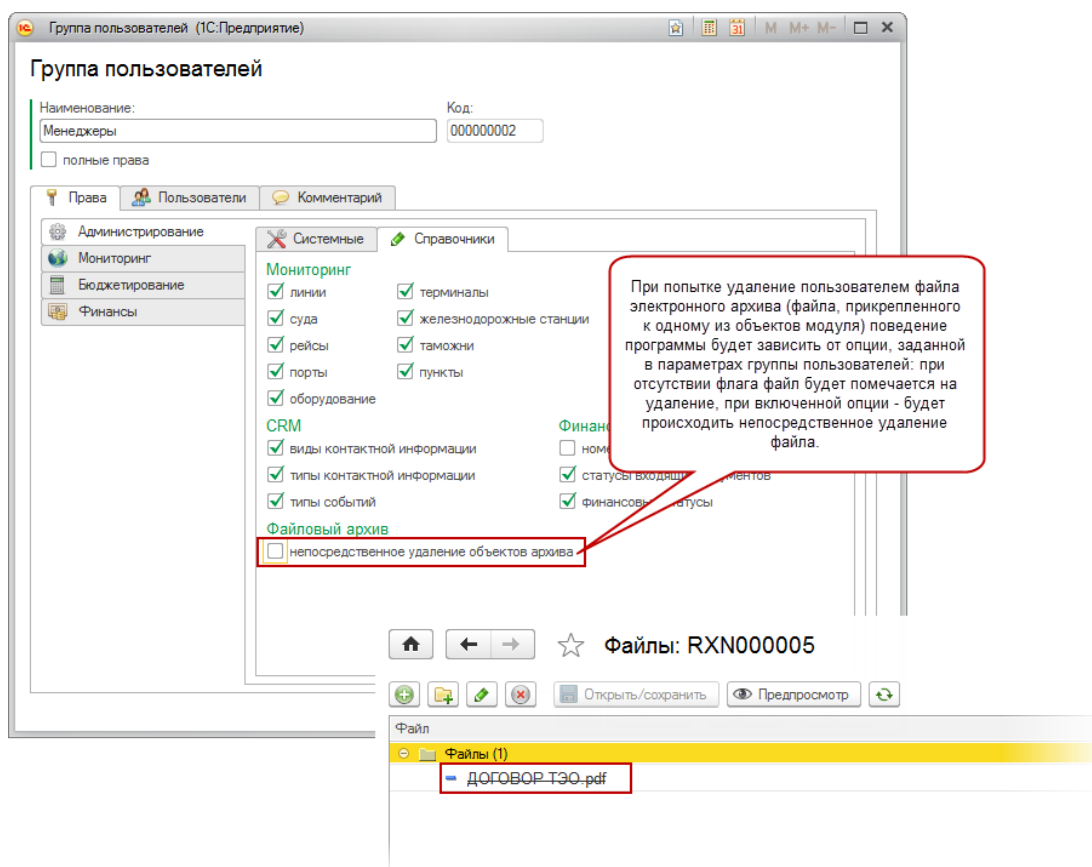 Группа пользователей (1С:Предприятие)
31 M M+ M-
Группа пользователей
Наименование:
Код:
Менеджеры
000000002
полные права
Права
Пользователи
Комментарий
Администрирование
Мониторинг
Бюджетирование
Финансы
Системные
Справочники
Мониторинг
линии
терминалы
суда
железнодорожные станции
рейсы
таможни
порты
пункты
оборудование
CRM
виды контактной информации
типы контактной информации
статусы входящи
типы событий
финансовы
Файловый архив
непосредственное удаление объектов архива
При попытке удаление пользователем файла
электронного архива (файла, прикрепленного
к одному из объектов модуля) поведение
программы будет зависить от опции, заданной
в параметрах группы пользователей: при
отсутствии флага файл будет помечается на
удаление, при включенной опции - будет
происходить непосредственное удаление
файла.
Файлы: RXN000005
Открыть/сохранить
Предпросмотр
Файл
Файлы (1)
ДОГОВОР ТЭО.pdf